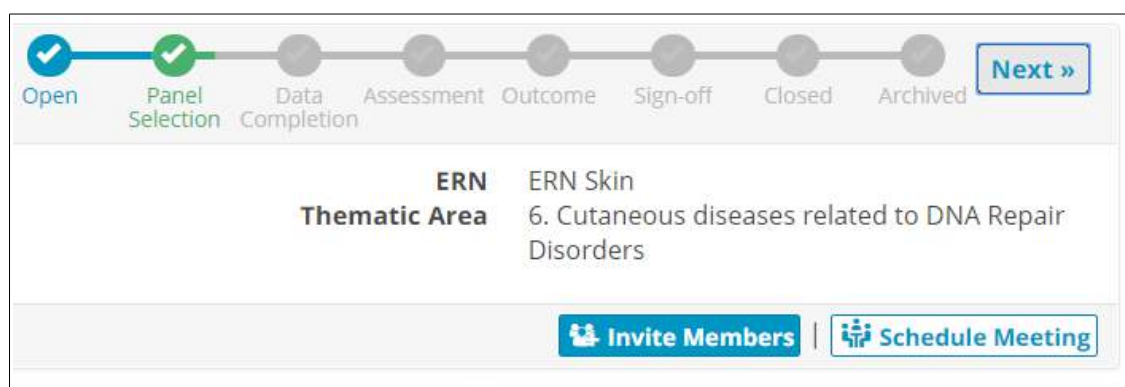 Open
Panel Selection
Data Completion
Assessment
Outcome
Sign-off
Closed
Archived
Next »
ERN ERN Skin
Thematic Area 6. Cutaneous diseases related to DNA Repair
Disorders
Invite Members | Schedule Meeting